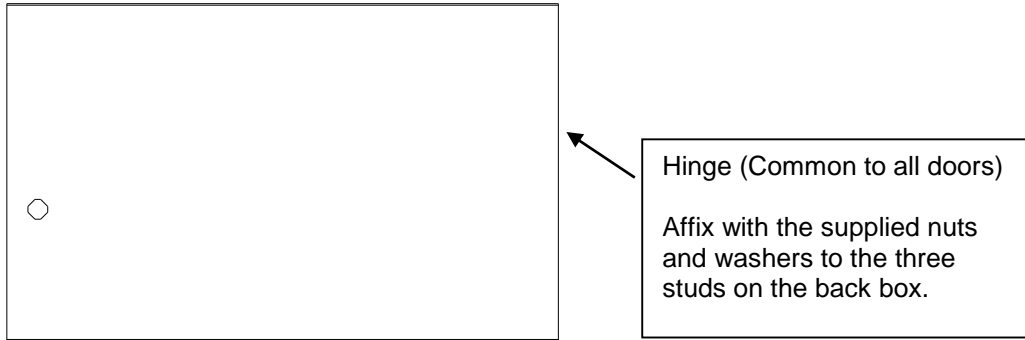 Hinge (Common to all doors)
Affix with the supplied nuts
and washers to the three
studs on the back box.